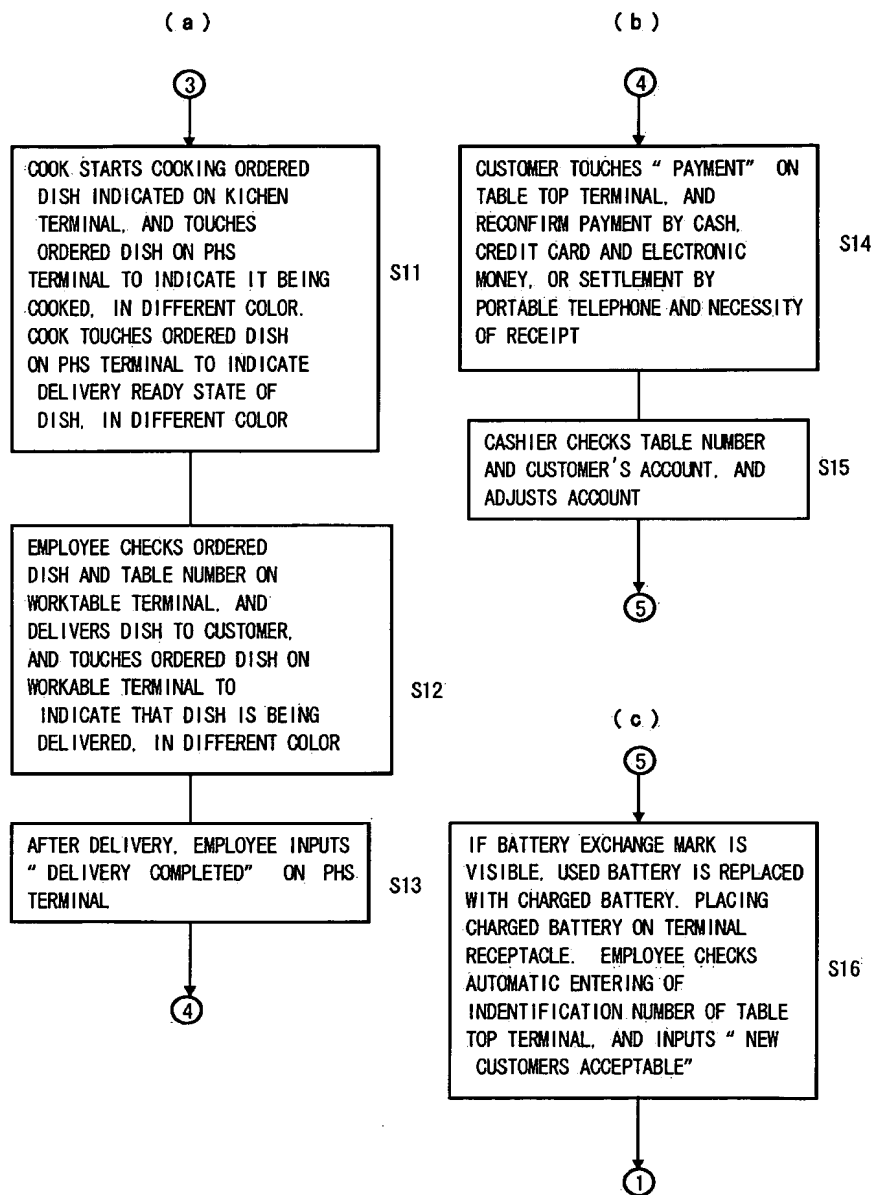 ( a )
3
COOK STARTS COOKING ORDERED
DISH INDICATED ON KICHEN
TERMINAL, AND TOUCHES
ORDERED DISH ON PHS
TERMINAL TO INDICATE IT BEING
COOKED, IN DIFFERENT COLOR.
COOK TOUCHES ORDERED DISH
ON PHS TERMINAL TO INDICATE
DELIVERY READY STATE OF
DISH, IN DIFFERENT COLOR
S11
EMPLOYEE CHECKS ORDERED
DISH AND TABLE NUMBER ON
WORKTABLE TERMINAL, AND
DELIVERS DISH TO CUSTOMER,
AND TOUCHES ORDERED DISH ON
WORKABLE TERMINAL TO
INDICATE THAT DISH IS BEING
DELIVERED, IN DIFFERENT COLOR
S12
AFTER DELIVERY, EMPLOYEE INPUTS
" DELIVERY COMPLETED" ON PHS
TERMINAL
S13
4
( b )
4
CUSTOMER TOUCHES " PAYMENT" ON
TABLE TOP TERMINAL, AND
RECONFIRM PAYMENT BY CASH,
CREDIT CARD AND ELECTRONIC
MONEY, OR SETTLEMENT BY
PORTABLE TELEPHONE AND NECESSITY
OF RECEIPT
S14
CASHIER CHECKS TABLE NUMBER
AND CUSTOMER'S ACCOUNT, AND
ADJUSTS ACCOUNT
S15
5
( c )
5
IF BATTERY EXCHANGE MARK IS
VISIBLE, USED BATTERY IS REPLACED
WITH CHARGED BATTERY. PLACING
CHARGED BATTERY ON TERMINAL
RECEPTACLE. EMPLOYEE CHECKS
AUTOMATIC ENTERING OF
INDENTIFICATION NUMBER OF TABLE
TOP TERMINAL, AND INPUTS " NEW
CUSTOMERS ACCEPTABLE"
S16
1